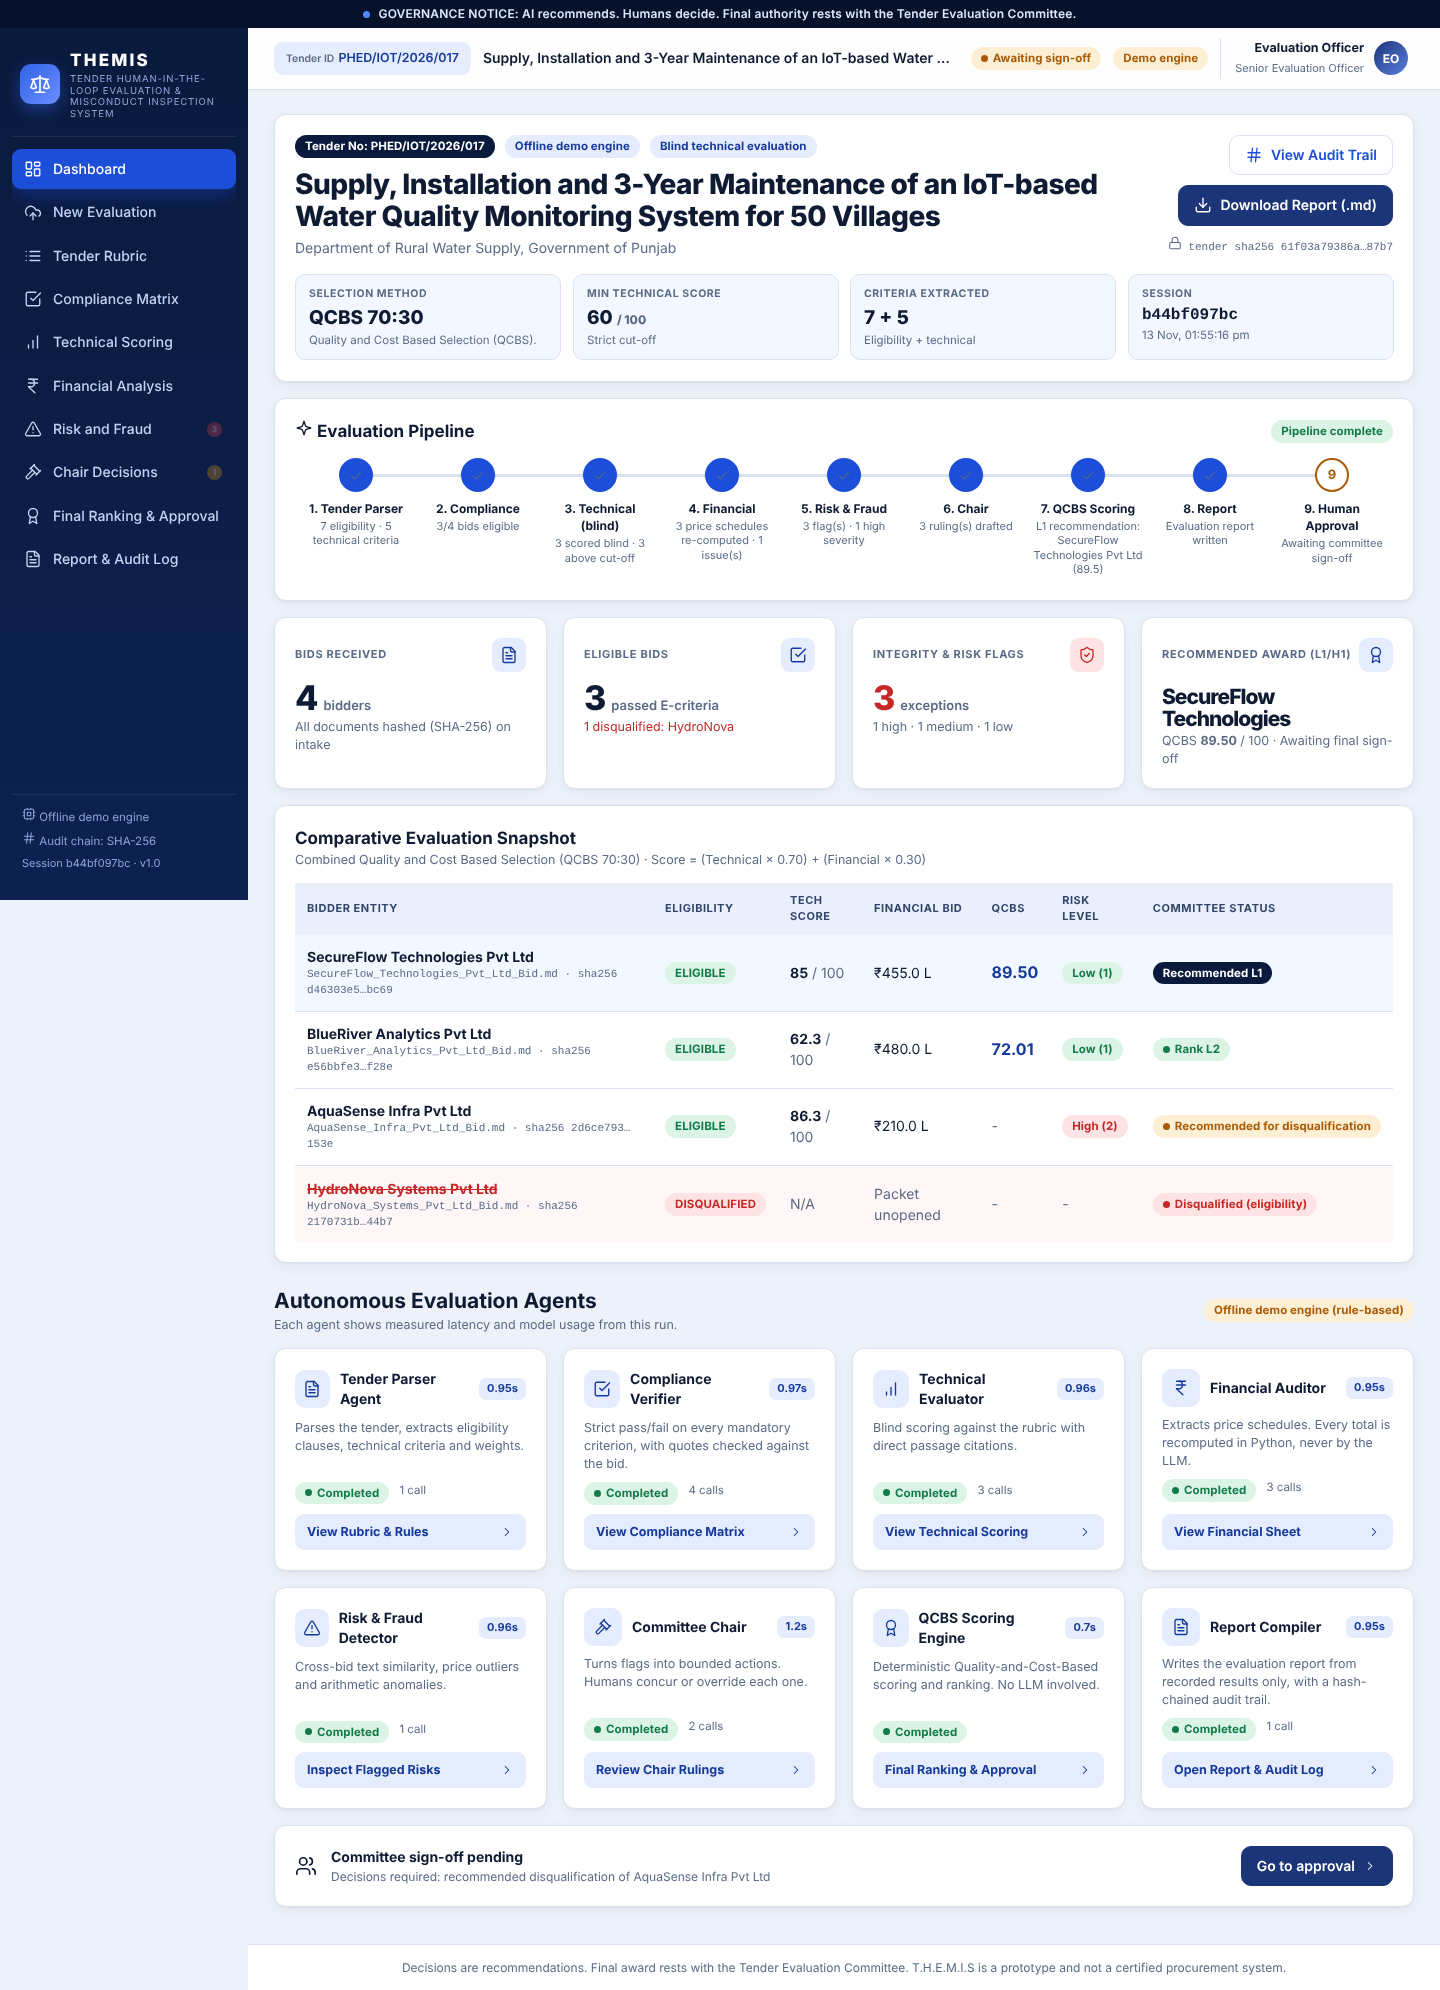 GOVERNANCE NOTICE: AI recommends. Humans decide. Final authority rests with the Tender Evaluation Committee.
THEMIS
TENDER HUMAN-IN-THE-
LOOP EVALUATION &
MISCONDUCT INSPECTION
SYSTEM
Dashboard
New Evaluation
Tender Rubric
Compliance Matrix
Technical Scoring
Financial Analysis
Risk and Fraud 3
Chair Decisions 1
Final Ranking & Approval
Report & Audit Log
Offline demo engine
Audit chain: SHA-256
Session b44bf097bc · v1.0
Tender ID PHED/IOT/2026/017
Supply, Installation and 3-Year Maintenance of an IoT-based Water ...
Awaiting sign-off
Demo engine
Evaluation Officer
Senior Evaluation Officer
EO
Tender No: PHED/IOT/2026/017
Offline demo engine
Blind technical evaluation
Supply, Installation and 3-Year Maintenance of an IoT-based
Water Quality Monitoring System for 50 Villages
Department of Rural Water Supply, Government of Punjab
View Audit Trail
Download Report (.md)
tender sha256 61f03a79386a…87b7
SELECTION METHOD
QCBS 70:30
Quality and Cost Based Selection (QCBS).
MIN TECHNICAL SCORE
60 / 100
Strict cut-off
CRITERIA EXTRACTED
7 + 5
Eligibility + technical
SESSION
b44bf097bc
13 Nov, 01:55:16 pm
Evaluation Pipeline
Pipeline complete
1. Tender Parser
7 eligibility · 5
technical criteria
2. Compliance
3/4 bids eligible
3. Technical
(blind)
3 scored blind · 3
above cut-off
4. Financial
3 price schedules
re-computed · 1
issue(s)
5. Risk & Fraud
3 flag(s) · 1 high
severity
6. Chair
3 ruling(s) drafted
7. QCBS Scoring
L1 recommendation:
SecureFlow
Technologies Pvt Ltd
(89.5)
8. Report
Evaluation report
written
9
9. Human
Approval
Awaiting committee
sign-off
BIDS RECEIVED
4 bidders
All documents hashed (SHA-256) on
intake
ELIGIBLE BIDS
3 passed E-criteria
1 disqualified: HydroNova
INTEGRITY & RISK FLAGS
3 exceptions
1 high · 1 medium · 1 low
RECOMMENDED AWARD (L1/H1)
SecureFlow
Technologies
QCBS 89.50 / 100 · Awaiting final sign-
off
Comparative Evaluation Snapshot
Combined Quality and Cost Based Selection (QCBS 70:30) · Score = (Technical × 0.70) + (Financial × 0.30)
BIDDER ENTITY
ELIGIBILITY
TECH
SCORE
FINANCIAL BID
QCBS
RISK
LEVEL
COMMITTEE STATUS
SecureFlow Technologies Pvt Ltd
SecureFlow_Technologies_Pvt_Ltd_Bid.md · sha256
d46303e5…bc69
ELIGIBLE
85 / 100
₹455.0 L
89.50
Low (1)
Recommended L1
BlueRiver Analytics Pvt Ltd
BlueRiver_Analytics_Pvt_Ltd_Bid.md · sha256
e56bbfe3…f28e
ELIGIBLE
62.3 /
100
₹480.0 L
72.01
Low (1)
Rank L2
AquaSense Infra Pvt Ltd
AquaSense_Infra_Pvt_Ltd_Bid.md · sha256 2d6ce793…
153e
ELIGIBLE
86.3 /
100
₹210.0 L
-
High (2)
Recommended for disqualification
HydroNova Systems Pvt Ltd
HydroNova_Systems_Pvt_Ltd_Bid.md · sha256
2170731b…44b7
DISQUALIFIED
N/A
Packet
unopened
-
-
Disqualified (eligibility)
Autonomous Evaluation Agents
Each agent shows measured latency and model usage from this run.
Offline demo engine (rule-based)
Tender Parser
Agent
0.95s
Parses the tender, extracts eligibility
clauses, technical criteria and weights.
Completed 1 call
View Rubric & Rules
Compliance
Verifier
0.97s
Strict pass/fail on every mandatory
criterion, with quotes checked against
the bid.
Completed 4 calls
View Compliance Matrix
Technical
Evaluator
0.96s
Blind scoring against the rubric with
direct passage citations.
Completed 3 calls
View Technical Scoring
Financial Auditor
0.95s
Extracts price schedules. Every total is
recomputed in Python, never by the
LLM.
Completed 3 calls
View Financial Sheet
Risk & Fraud
Detector
0.96s
Cross-bid text similarity, price outliers
and arithmetic anomalies.
Completed 1 call
Inspect Flagged Risks
Committee Chair
1.2s
Turns flags into bounded actions.
Humans concur or override each one.
Completed 2 calls
Review Chair Rulings
QCBS Scoring
Engine
0.7s
Deterministic Quality-and-Cost-Based
scoring and ranking. No LLM involved.
Completed
Final Ranking & Approval
Report Compiler
0.95s
Writes the evaluation report from
recorded results only, with a hash-
chained audit trail.
Completed 1 call
Open Report & Audit Log
Committee sign-off pending
Decisions required: recommended disqualification of AquaSense Infra Pvt Ltd
Go to approval
Decisions are recommendations. Final award rests with the Tender Evaluation Committee. T.H.E.M.I.S is a prototype and not a certified procurement system.